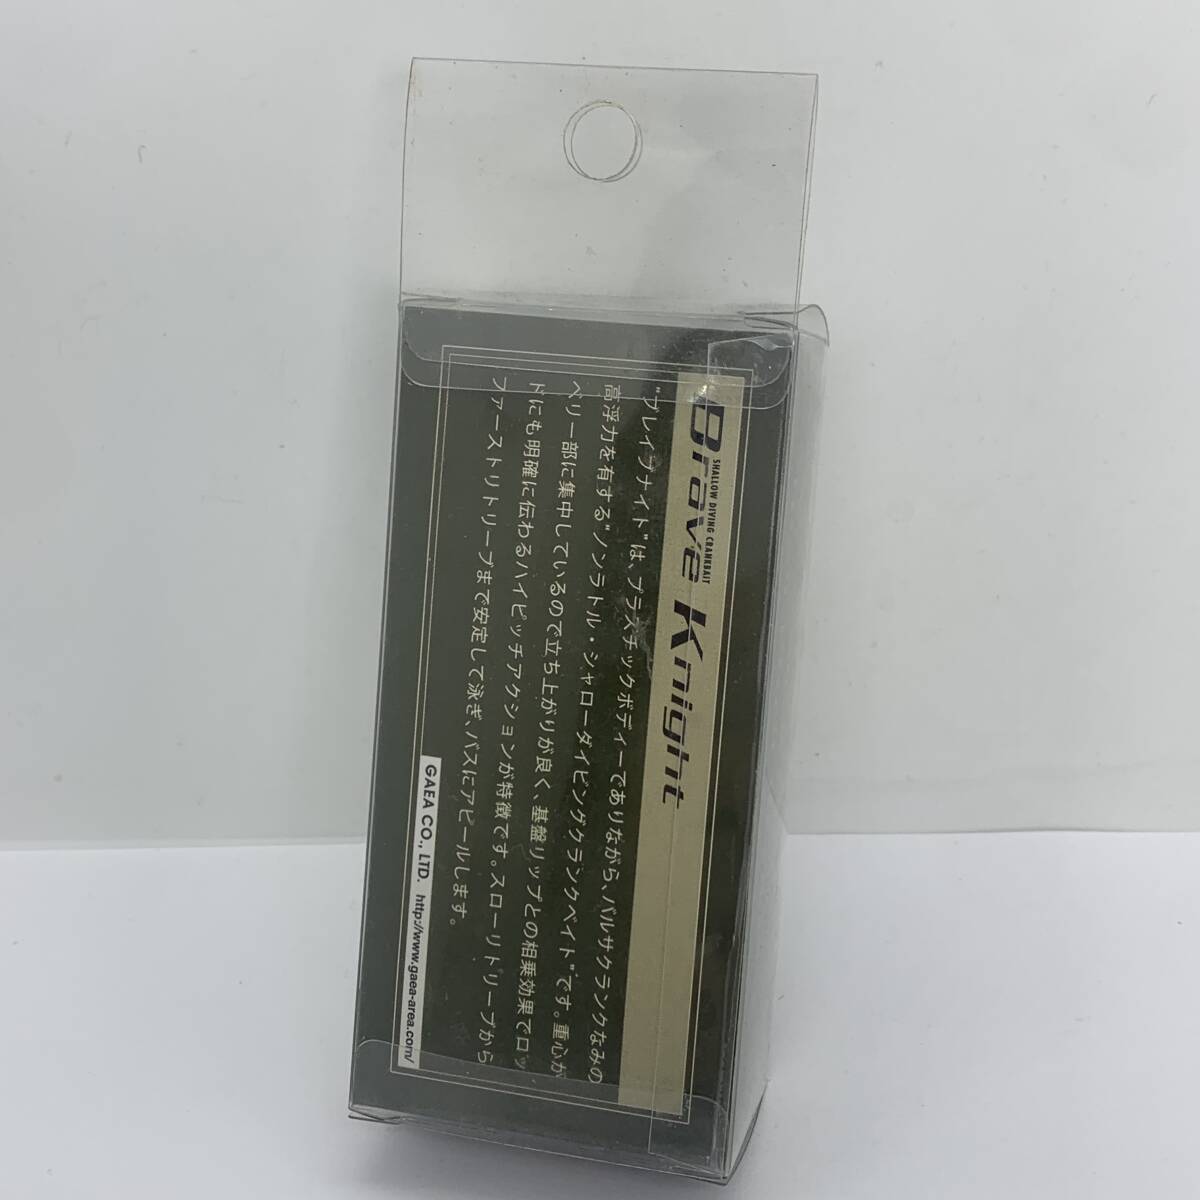 SHALLOW DIVING CRANKBAIT
Brave Knight
"ブレイブナイト"は、プラスチックボディーでありながら、バルサクランクなみの
高浮力を有する"ノンラトル・シャローダイビングクランクベイト"です。重心が
ベリー部に集中しているので立ち上がりが良く、基盤リップとの相乗効果でロッ
ドにも明確に伝わるハイピッチアクションが特徴です。スローリトリーブから
ファーストリトリーブまで安定して泳ぎ、バスにアピールします。
GAEA CO., LTD. http://www.gaea-area.com/